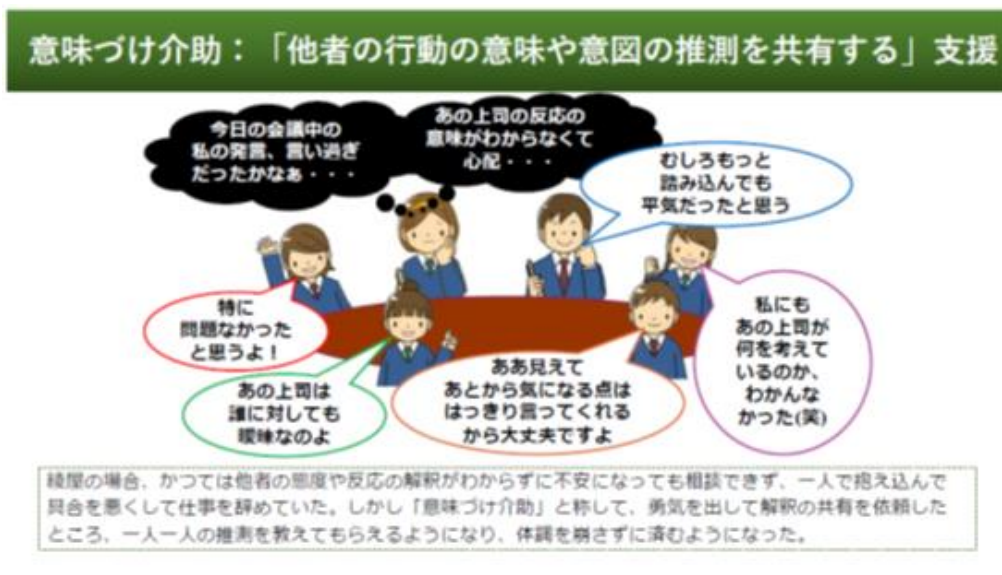 意味づけ介助：「他者の行動の意味や意図の推測を共有する」支援
今日の会議中の
私の発言、言い過ぎ
だったかなぁ・・・
あの上司の反応の
意味がわからなくて
心配・・・
むしろもっと
踏み込んでも
平気だったと思う
特に
問題なかった
と思うよ！
あの上司は
誰に対しても
曖昧なのよ
ああ見えて
あとから気になる点は
はっきり言ってくれる
から大丈夫ですよ
私にも
あの上司が
何を考えて
いるのか、
わかんな
かった(笑)
綾屋の場合、かつては他者の態度や反応の解釈がわからずに不安になっても相談できず、一人で抱え込んで
具合を悪くして仕事を辞めていた。しかし「意味づけ介助」と称して、勇気を出して解釈の共有を依頼した
ところ、一人一人の推測を教えてもらえるようになり、体調を崩さずに済むようになった。